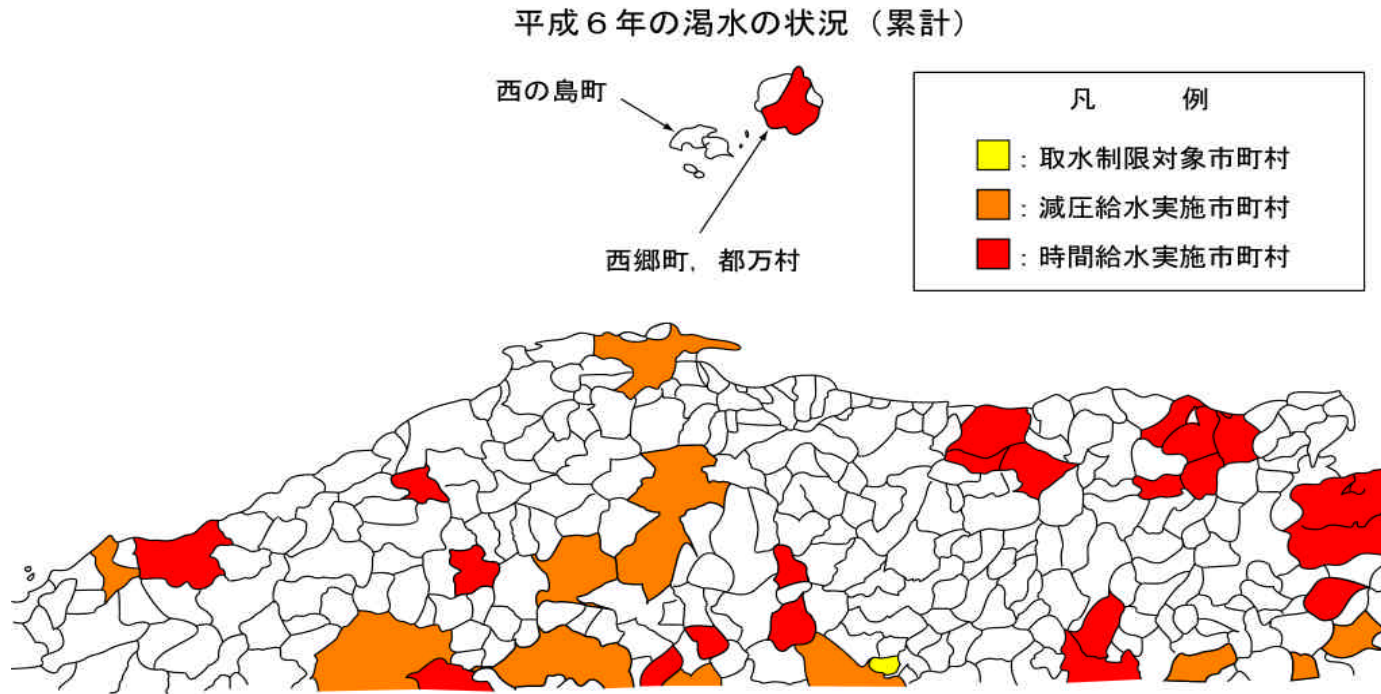 平成6年の渇水の状況（累計）
西の島町
西郷町，都万村
凡　例
：取水制限対象市町村
：減圧給水実施市町村
：時間給水実施市町村